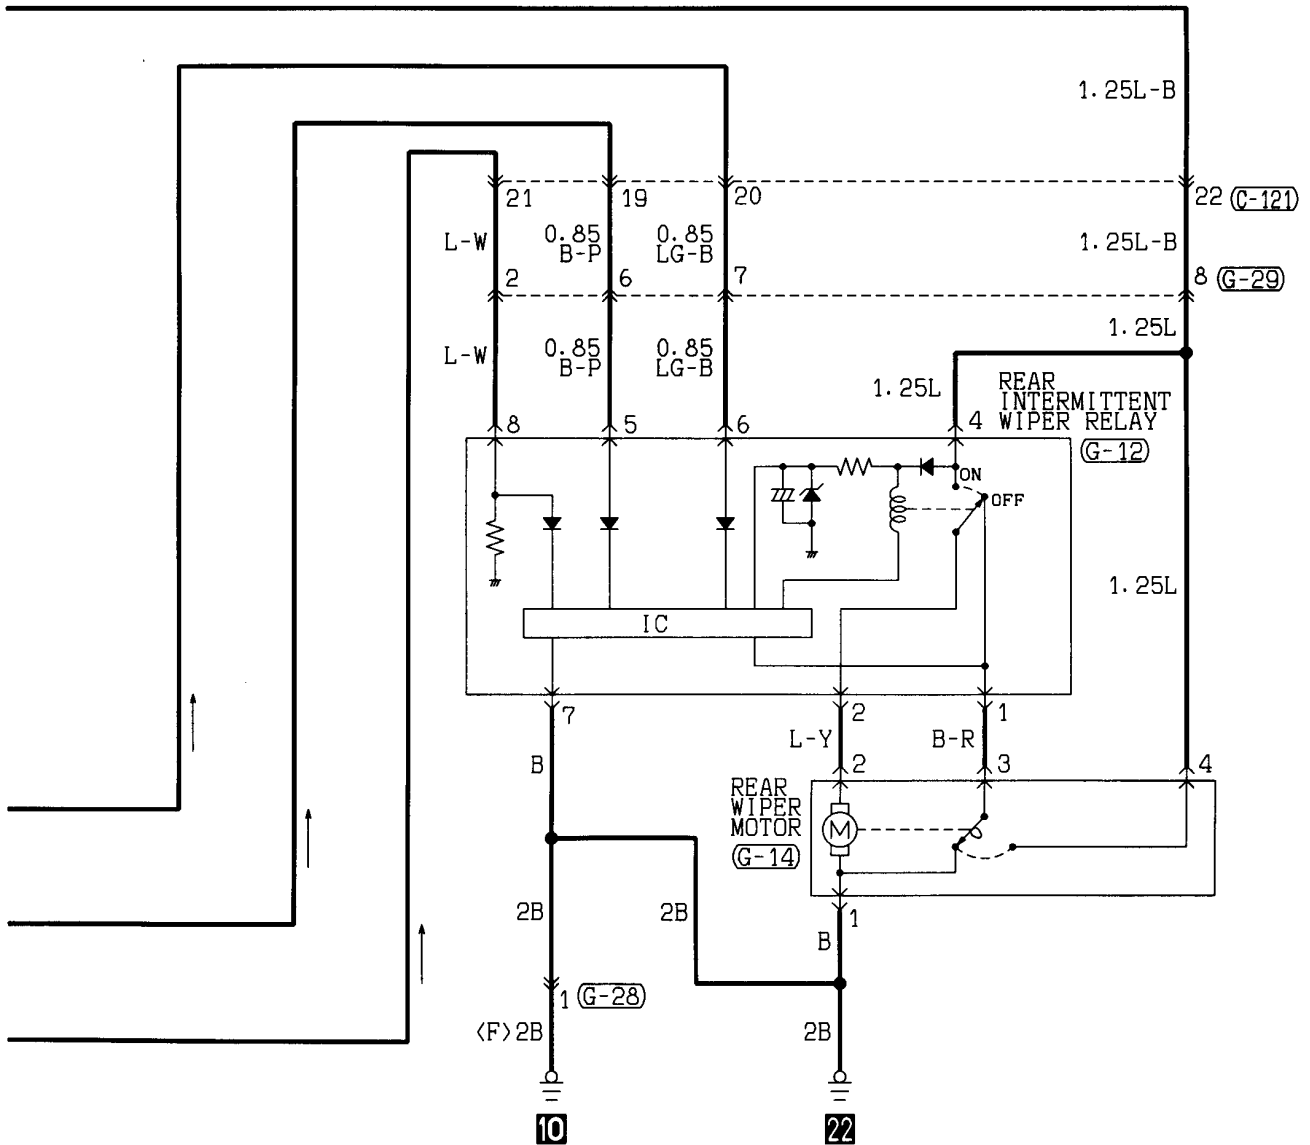 1.25L-B
21
19
20
22 (C-121)
L-W
0.85
B-P
0.85
LG-B
1.25L-B
2
6
7
8 (G-29)
1.25L
L-W
0.85
B-P
0.85
LG-B
1.25L
REAR
INTERMITTENT
WIPER RELAY
(G-12)
8
5
6
4
ON
OFF
1.25L
IC
7
2
1
L-Y
B-R
B
2
3
4
REAR
WIPER
MOTOR
(G-14)
M
2B
2B
1
B
1 (G-28)
<F>2B
2B
10
22